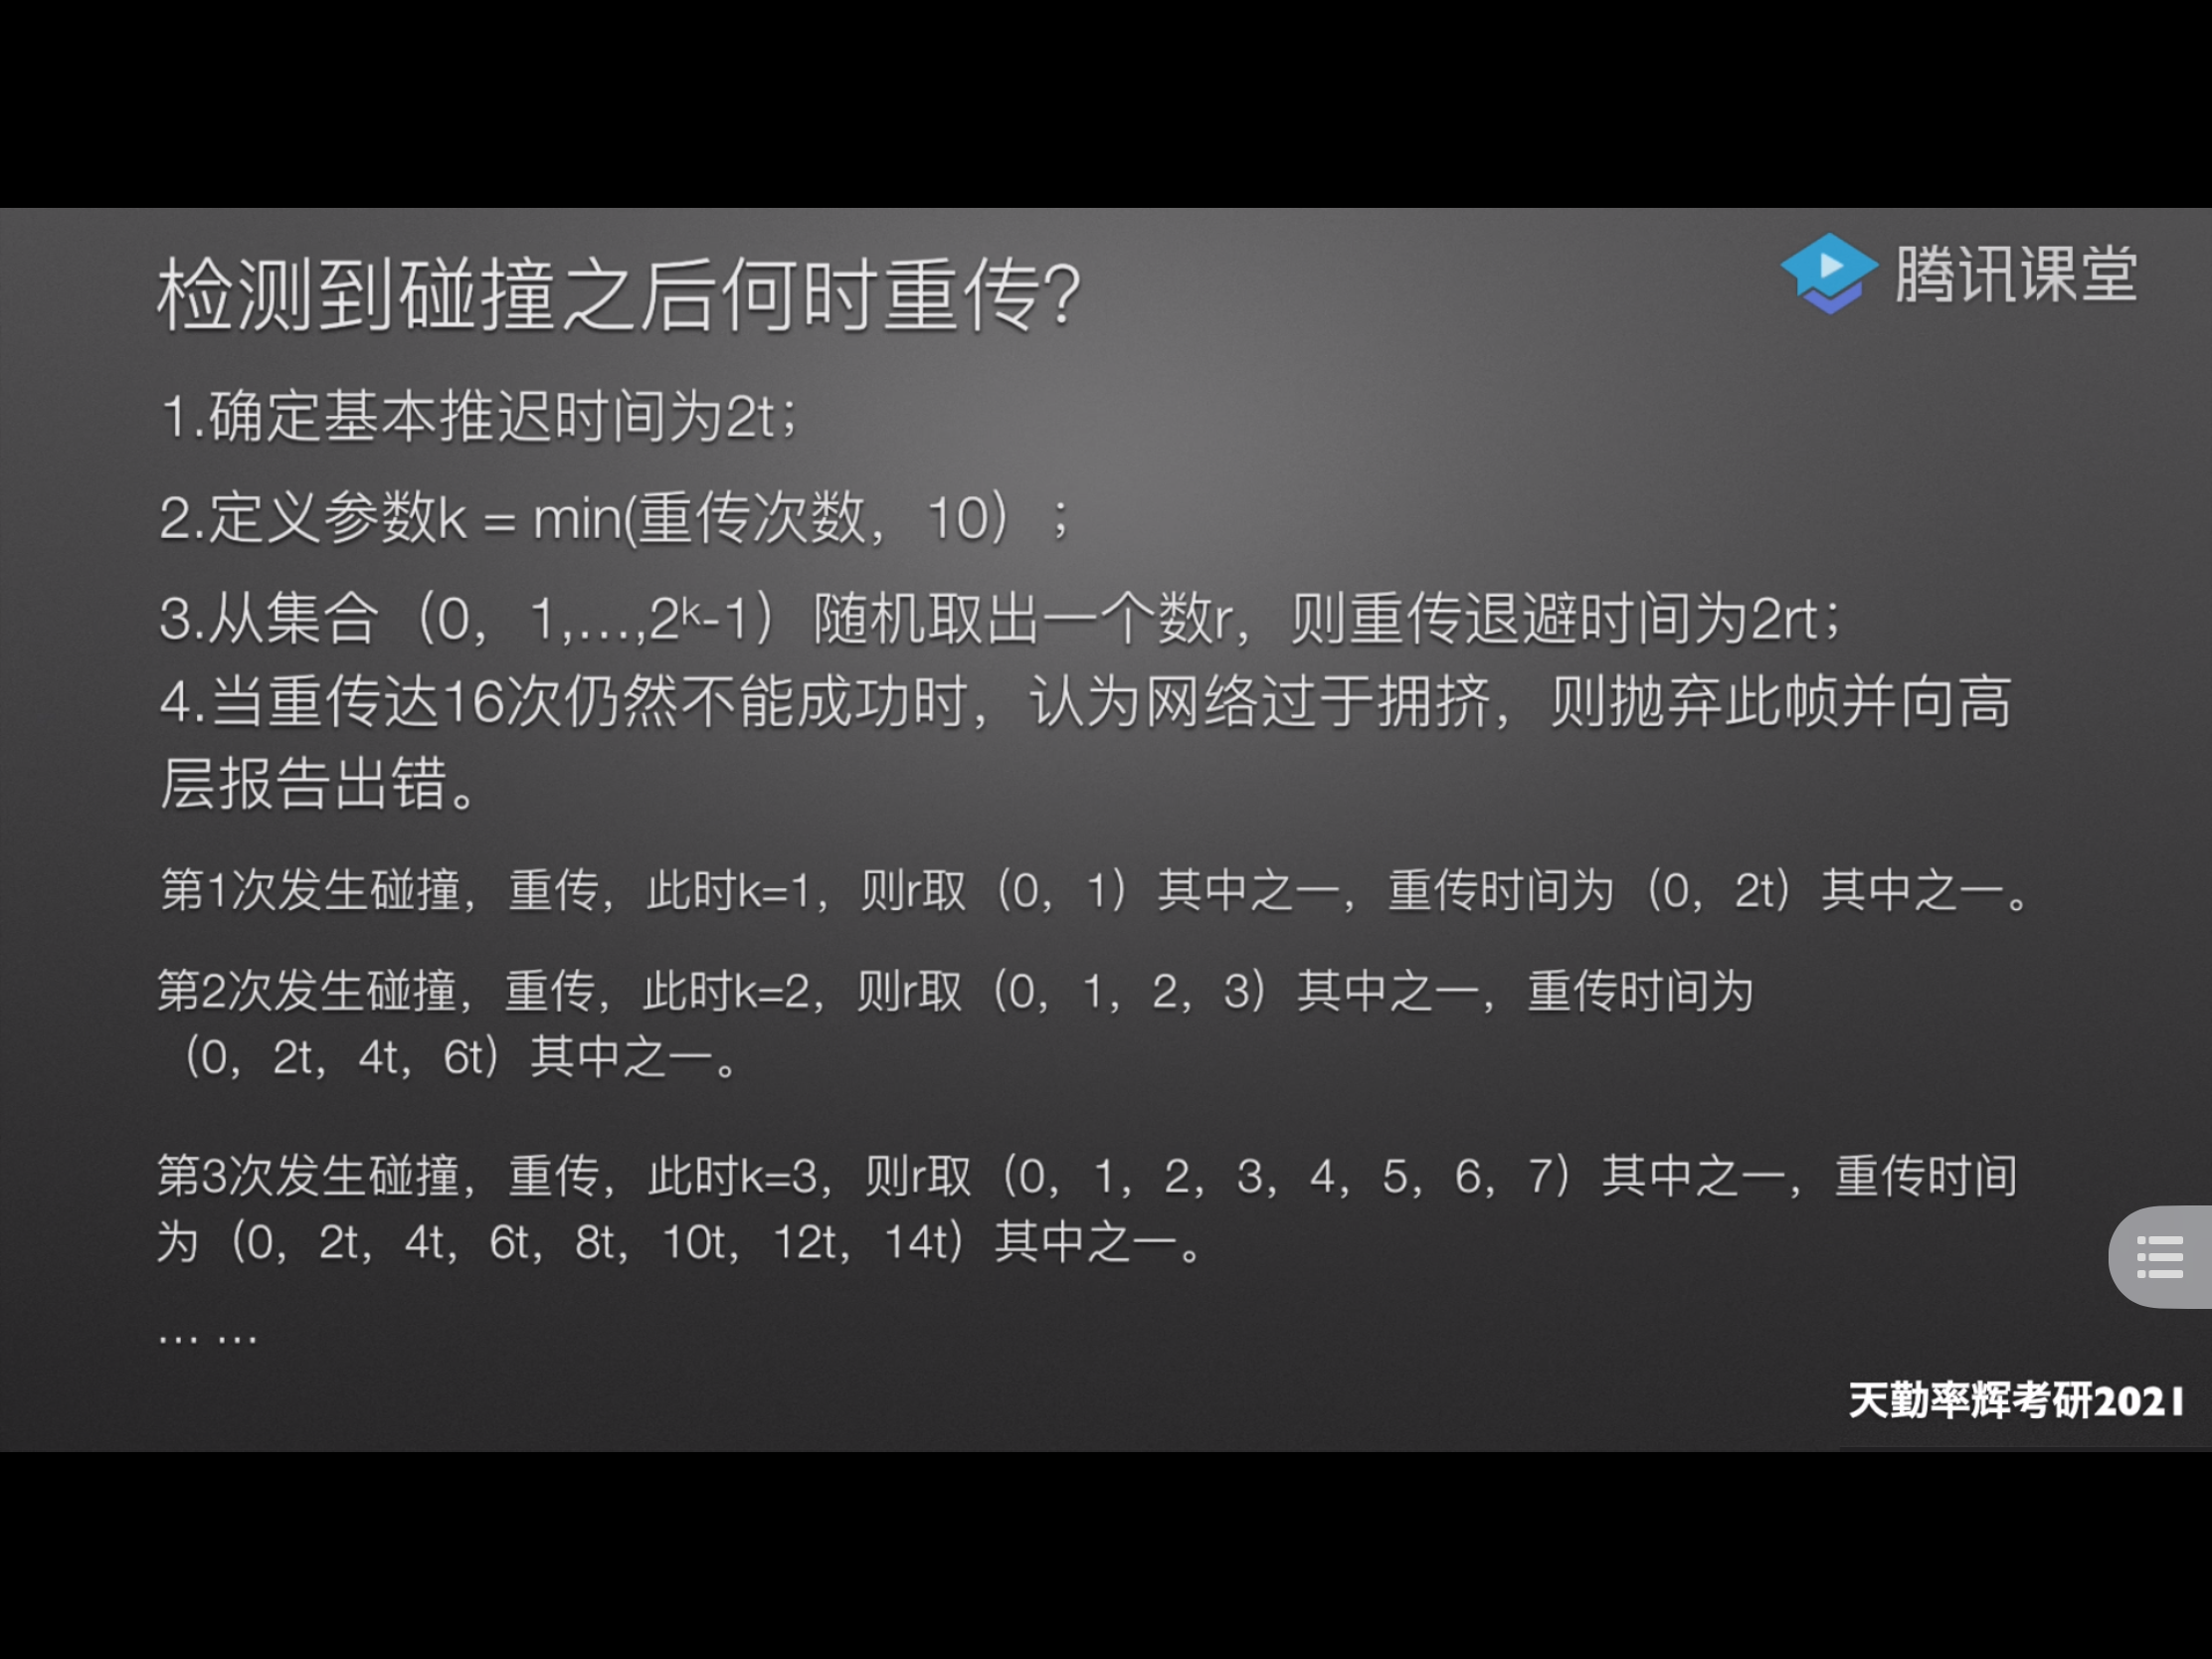 检测到碰撞之后何时重传？
腾讯课堂
1.确定基本推迟时间为2t；
2.定义参数k = min(重传次数，10）；
3.从集合（0，1,…,2ᵏ-1）随机取出一个数r，则重传退避时间为2rt；
4.当重传达16次仍然不能成功时，认为网络过于拥挤，则抛弃此帧并向高
层报告出错。
第1次发生碰撞，重传，此时k=1，则r取（0，1）其中之一，重传时间为（0，2t）其中之一。
第2次发生碰撞，重传，此时k=2，则r取（0，1，2，3）其中之一，重传时间为
（0，2t，4t，6t）其中之一。
第3次发生碰撞，重传，此时k=3，则r取（0，1，2，3，4，5，6，7）其中之一，重传时间
为（0，2t，4t，6t，8t，10t，12t，14t）其中之一。
… …
天勤率辉考研2021